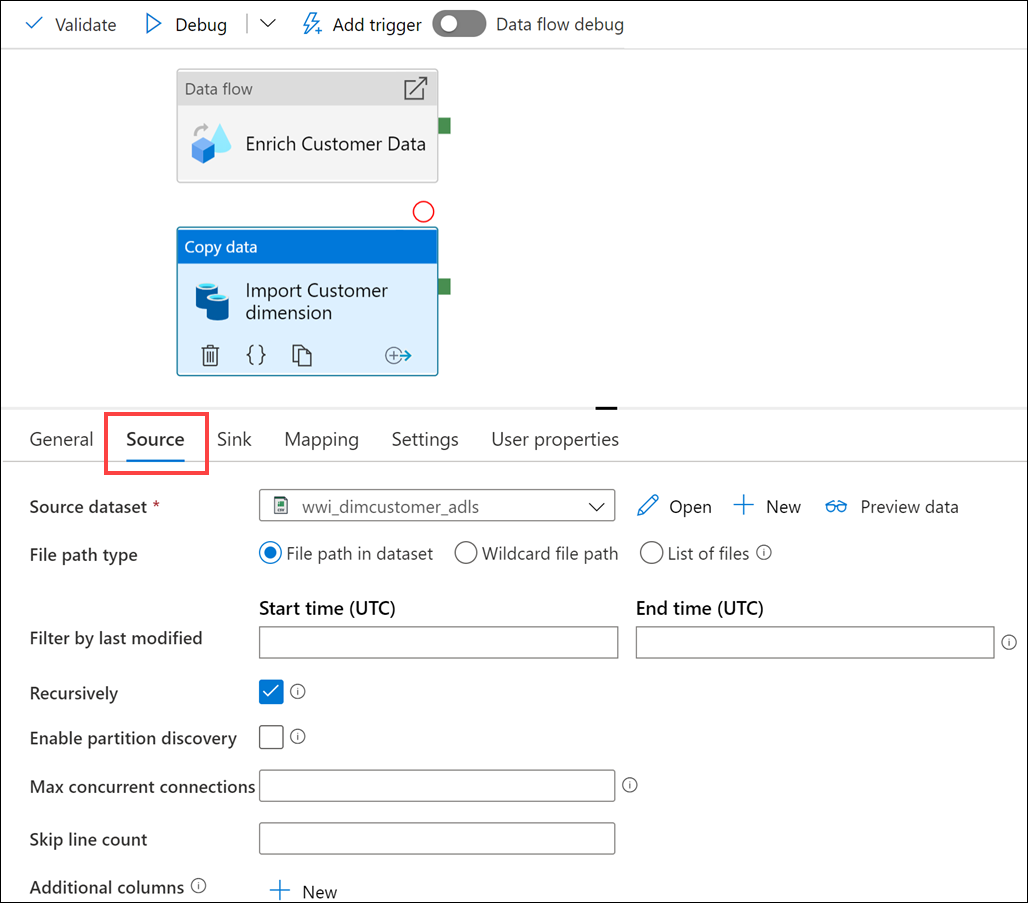 Validate Debug Add trigger Data flow debug
Data flow
Enrich Customer Data
Copy data
Import Customer
dimension
General Source Sink Mapping Settings User properties
Source dataset * wwi_dimcustomer_adls Open New Preview data
File path type File path in dataset Wildcard file path List of files
Start time (UTC) End time (UTC)
Filter by last modified
Recursively
Enable partition discovery
Max concurrent connections
Skip line count
Additional columns New